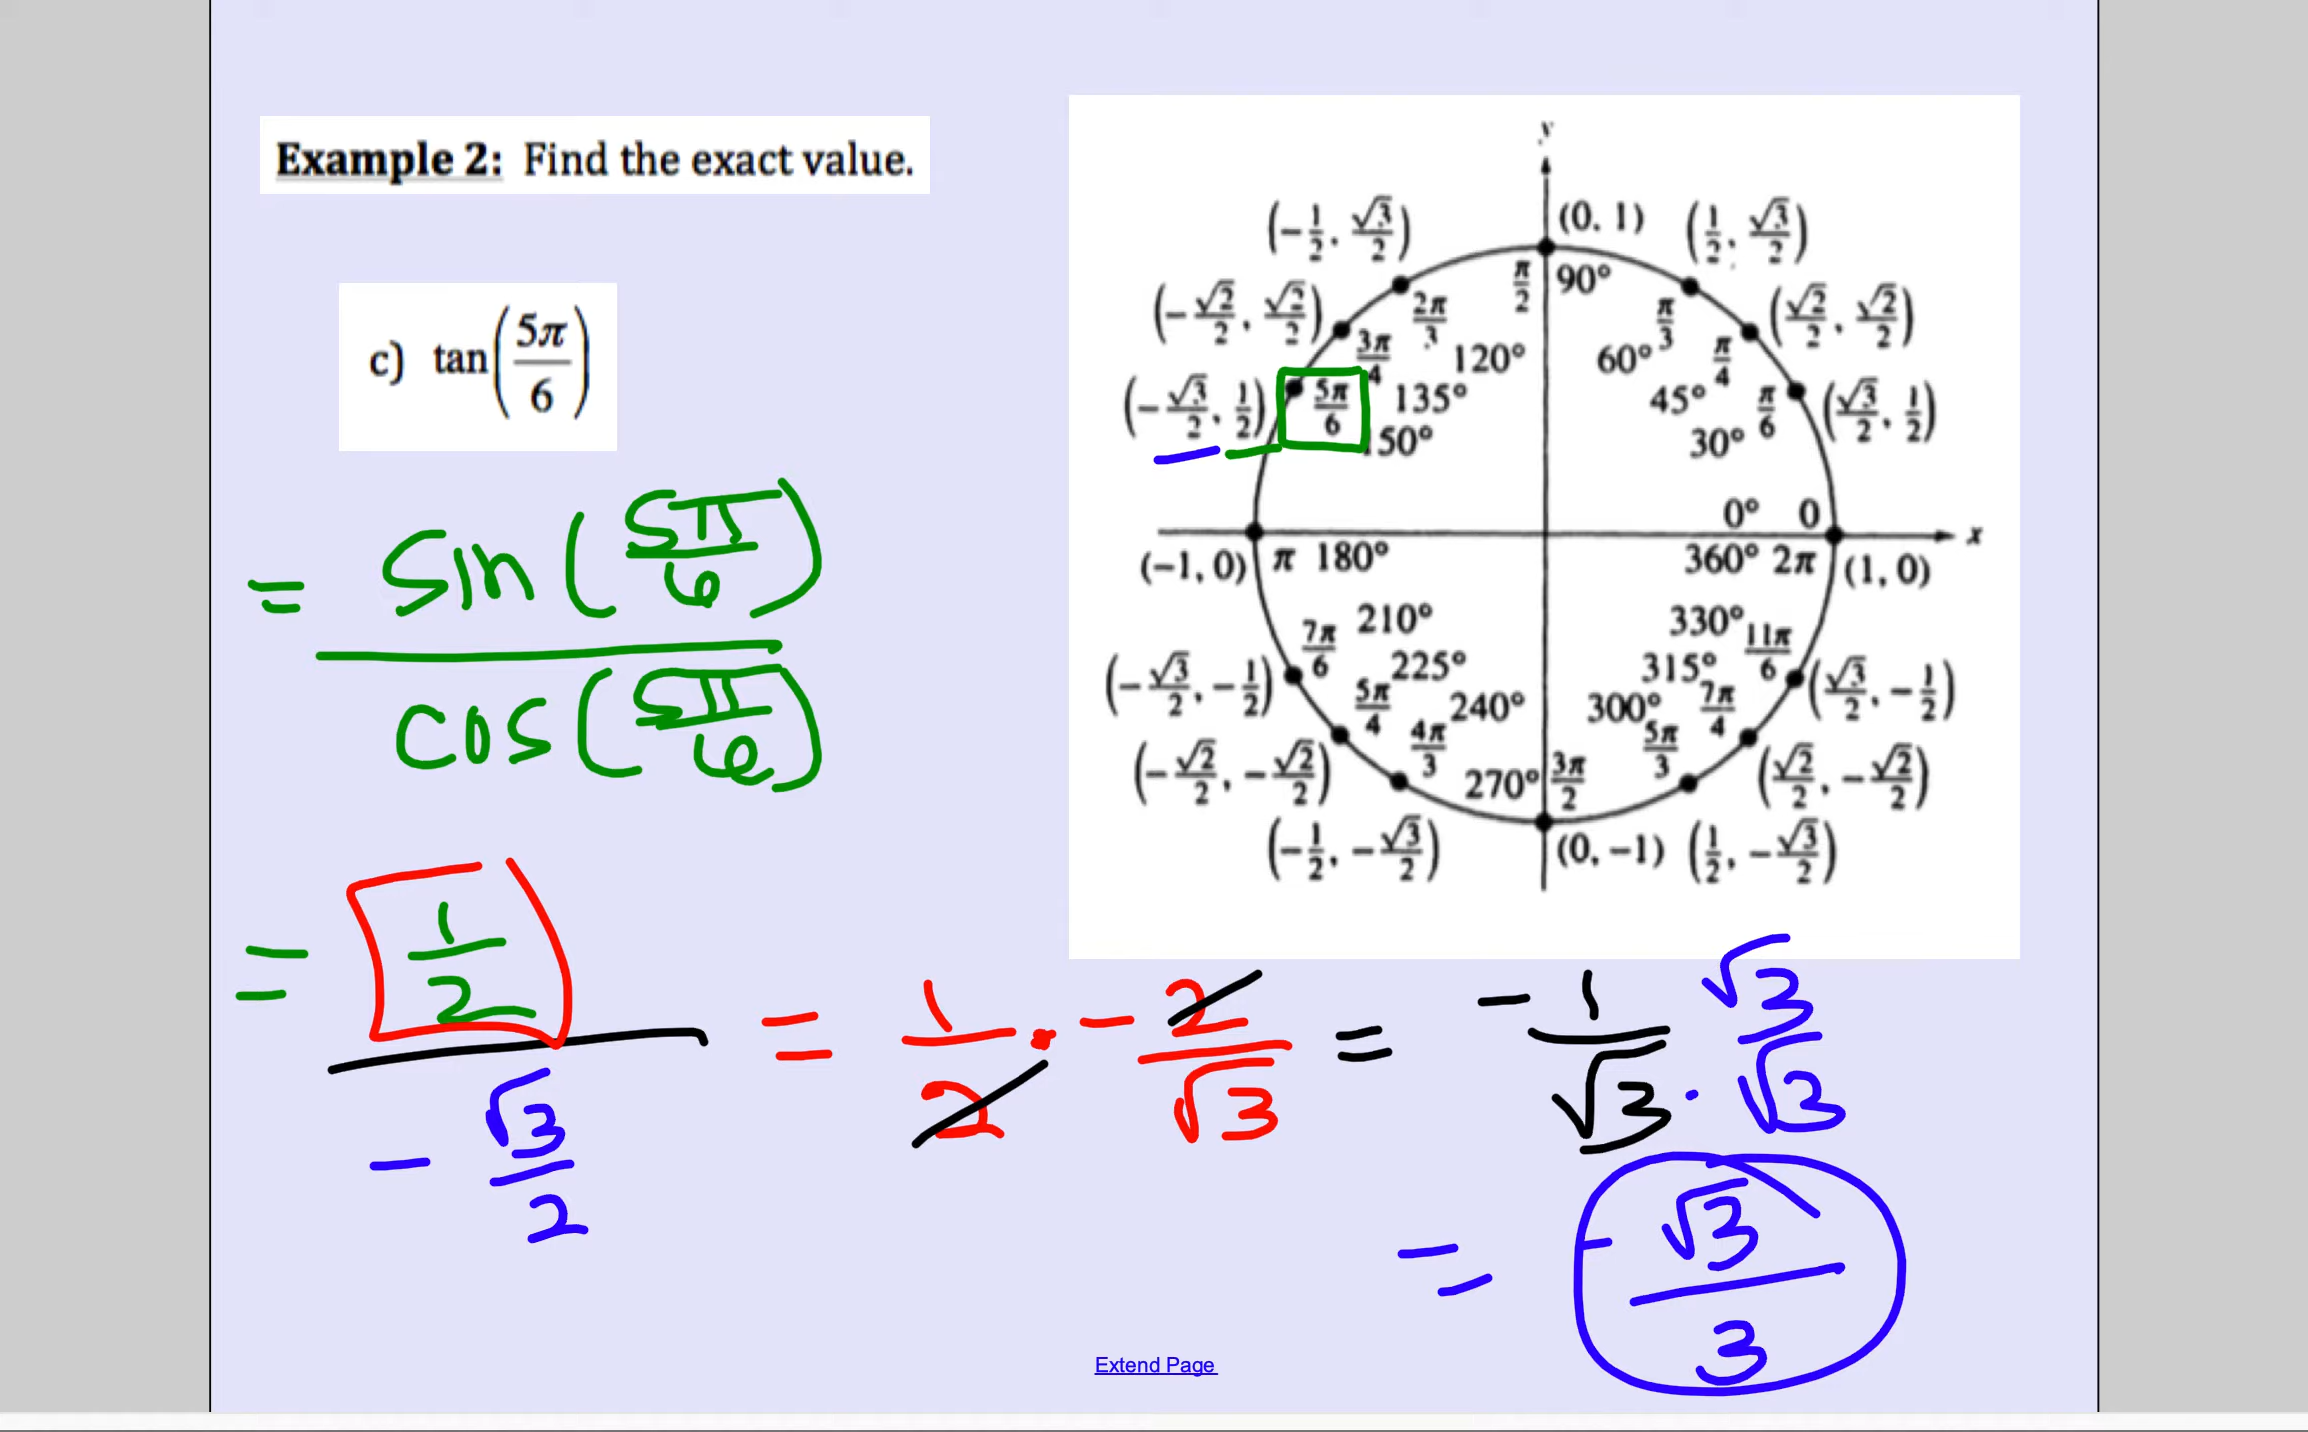 Example 2: Find the exact value.
c) tan(5π/6)
= sin(5π/6) / cos(5π/6)
= (1/2) / (-√3/2) = 1/2 · -2/√3 = -1/√3 · √3/√3
= -√3/3
y
(0, 1)
(-1/2, √3/2) (1/2, √3/2)
π/2 90°
(-√2/2, √2/2) 2π/3 π/3 (√2/2, √2/2)
3π/4 120° 60° π/4
(-√3/2, 1/2) 5π/6 135° 45° π/6 (√3/2, 1/2)
150° 30°
0° 0
x
(-1, 0) π 180° 360° 2π (1, 0)
7π/6 210° 330° 11π/6
(-√3/2, -1/2) 225° 315° (√3/2, -1/2)
5π/4 240° 300° 7π/4
(-√2/2, -√2/2) 4π/3 270° 3π/2 5π/3 (√2/2, -√2/2)
(-1/2, -√3/2) (0, -1) (1/2, -√3/2)
Extend Page